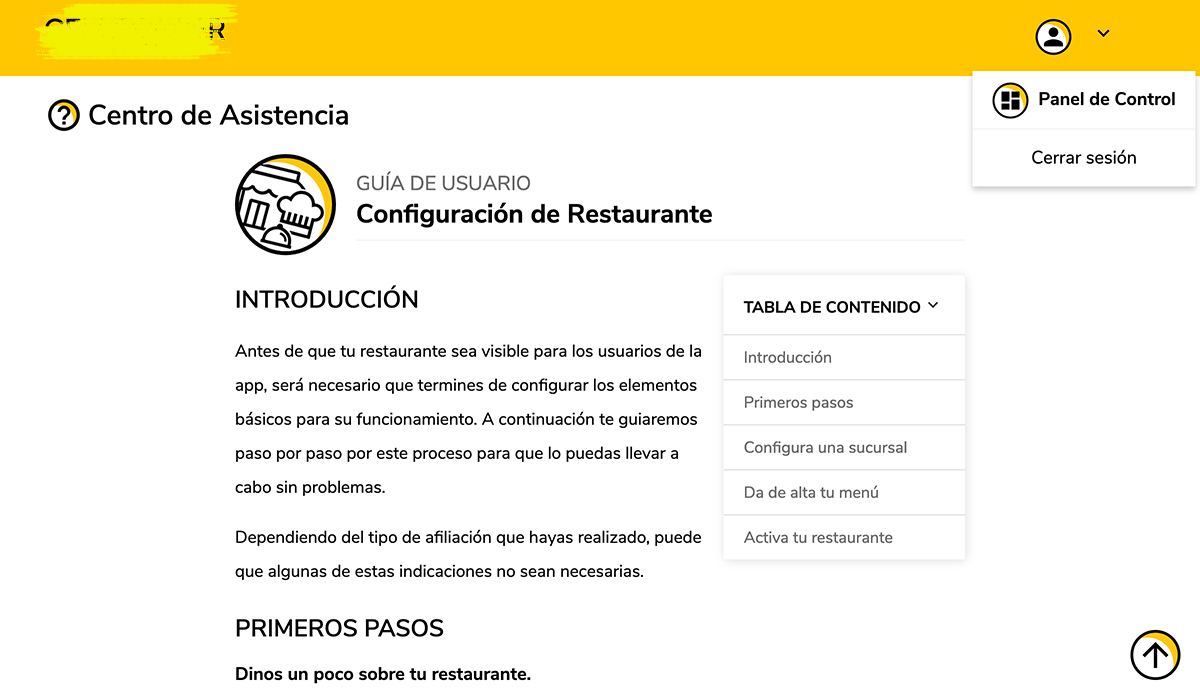 Panel de Control
Cerrar sesión
Centro de Asistencia
GUÍA DE USUARIO
Configuración de Restaurante
INTRODUCCIÓN
Antes de que tu restaurante sea visible para los usuarios de la
app, será necesario que termines de configurar los elementos
básicos para su funcionamiento. A continuación te guiaremos
paso por paso por este proceso para que lo puedas llevar a
cabo sin problemas.
Dependiendo del tipo de afiliación que hayas realizado, puede
que algunas de estas indicaciones no sean necesarias.
TABLA DE CONTENIDO
Introducción
Primeros pasos
Configura una sucursal
Da de alta tu menú
Activa tu restaurante
PRIMEROS PASOS
Dinos un poco sobre tu restaurante.